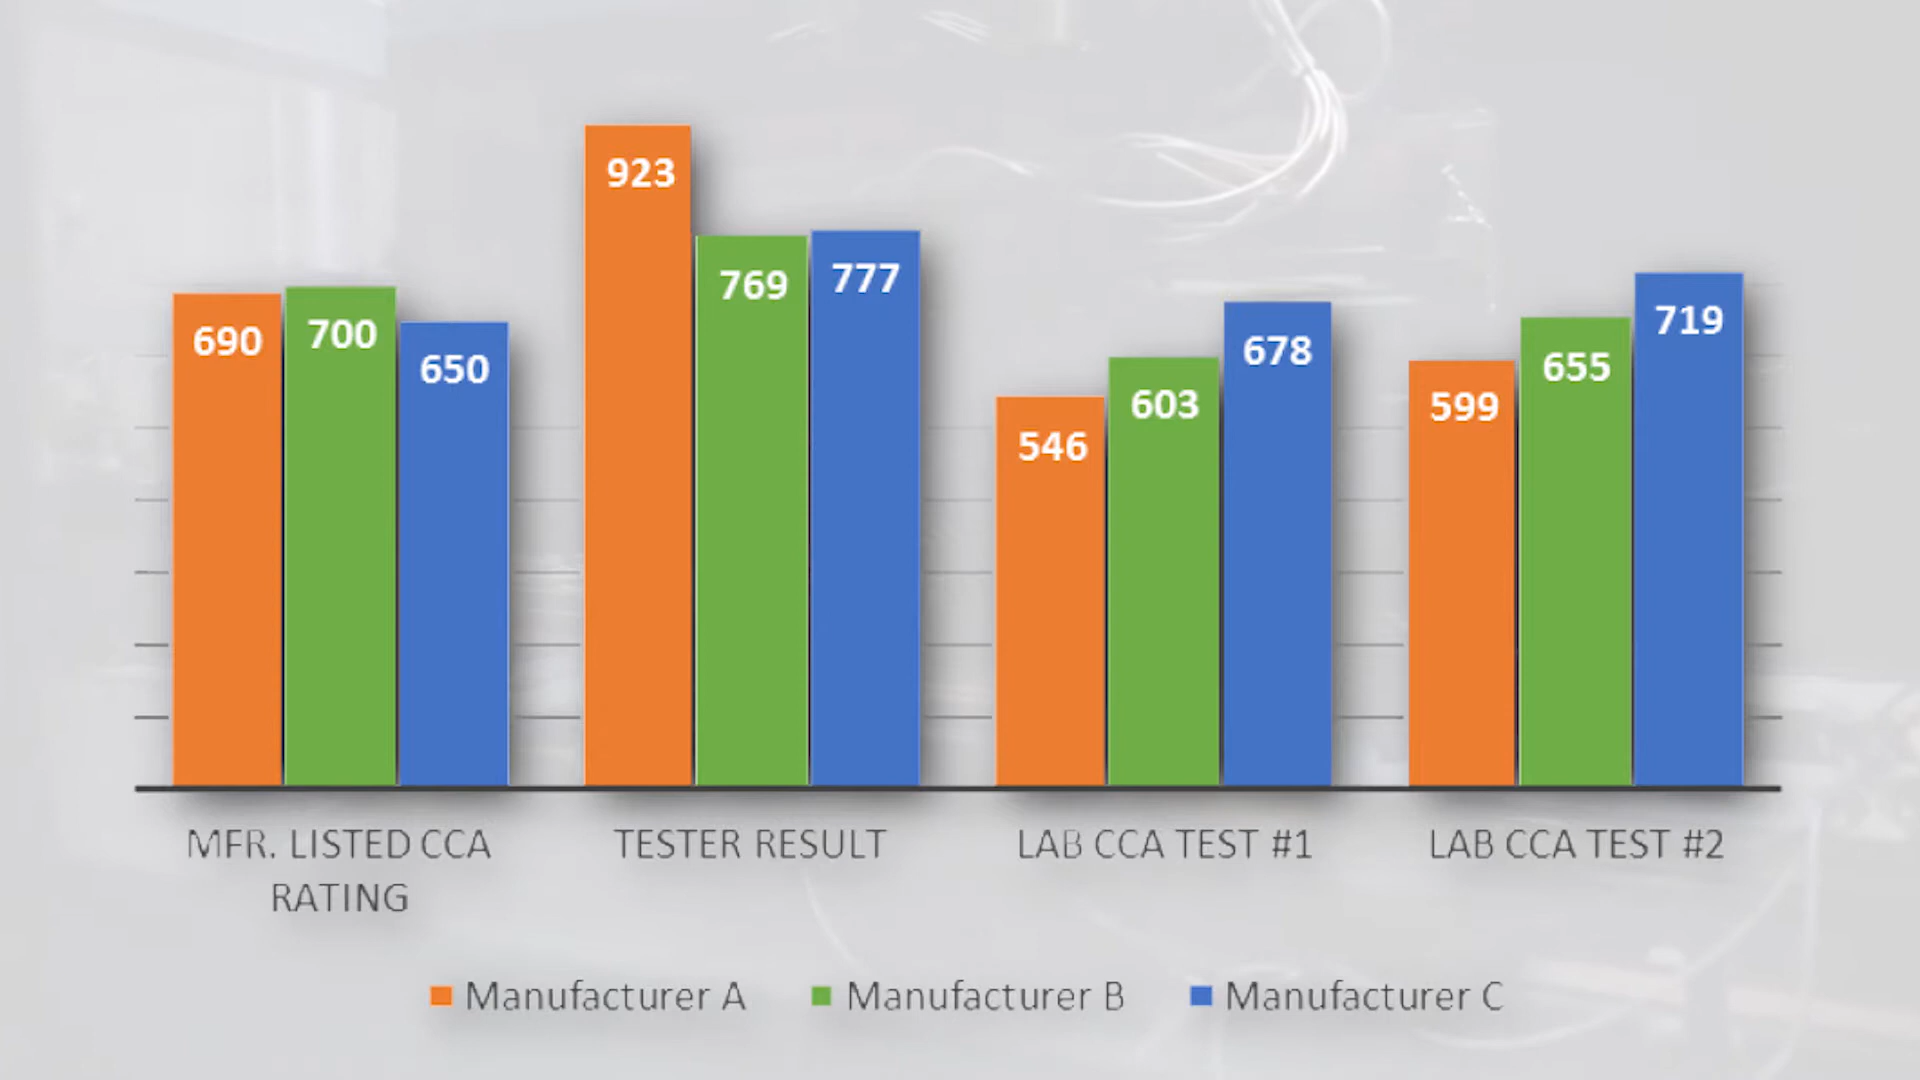 923
769
777
690
700
650
546
603
678
599
655
719
MFR. LISTED CCA
RATING
TESTER RESULT
LAB CCA TEST #1
LAB CCA TEST #2
Manufacturer A
Manufacturer B
Manufacturer C